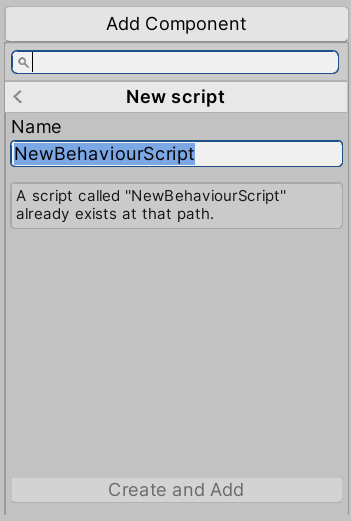 Add Component
New script
Name
NewBehaviourScript
A script called "NewBehaviourScript"
already exists at that path.
Create and Add